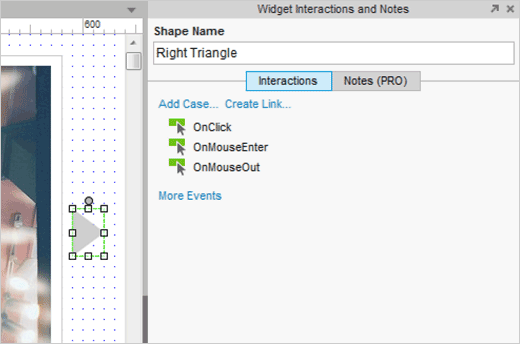 600
Widget Interactions and Notes
Shape Name
Right Triangle
Interactions Notes (PRO)
Add Case... Create Link...
OnClick
OnMouseEnter
OnMouseOut
More Events